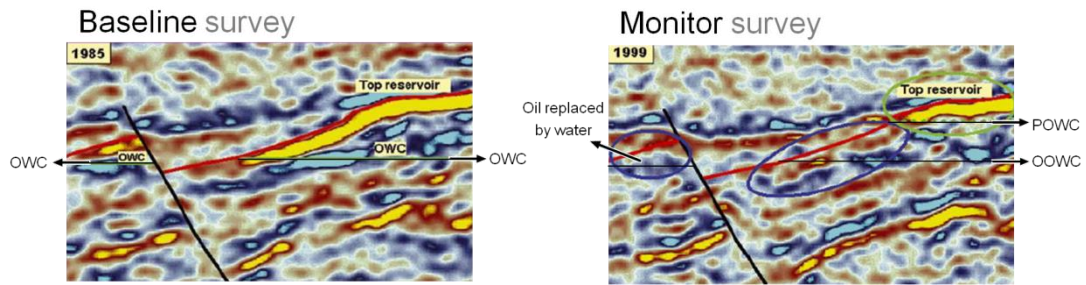 Baseline survey
1985
Top reservoir
OWC
OWC
OWC
OWC
Monitor survey
1999
Top reservoir
Oil replaced
by water
POWC
OOWC